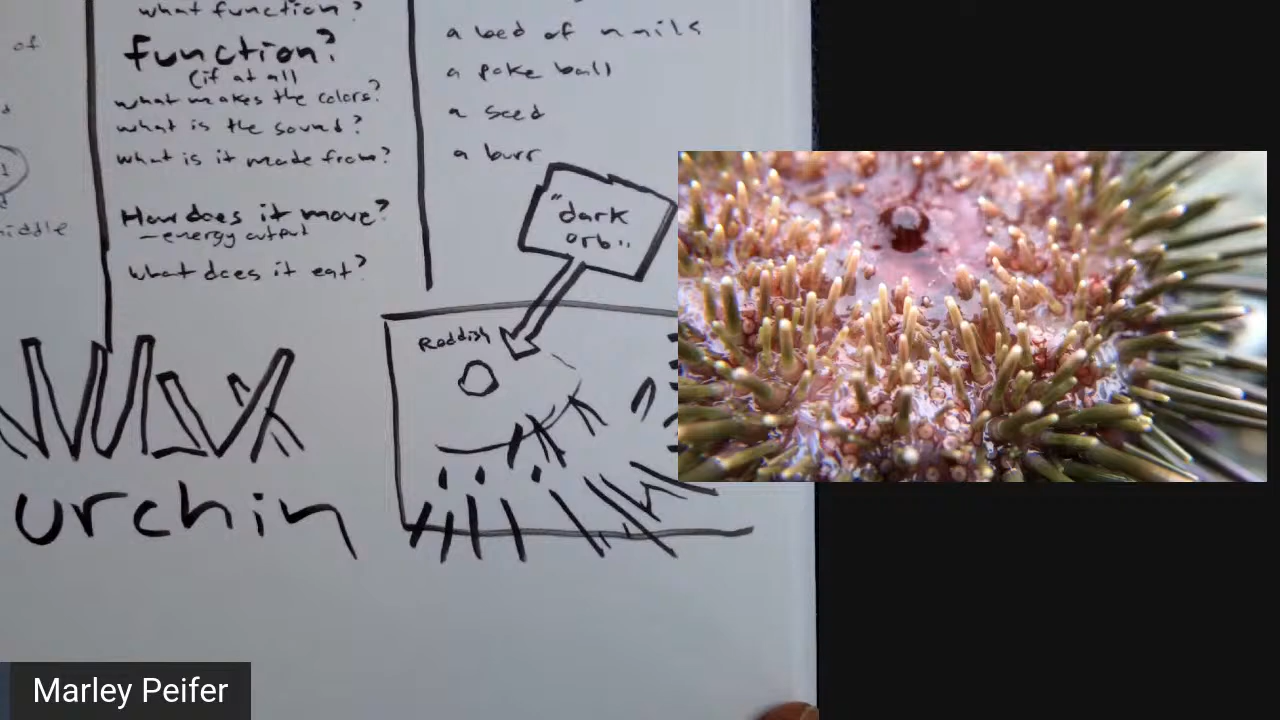 of
what function?
function?
(if at all
what makes the colors?
what is the sound?
what is it made from?
How does it move?
- energy output
what does it eat?
middle
a bed of nails
a poke ball
a seed
a burr
"dark
orb"
Reddish
urchin
Marley Peifer